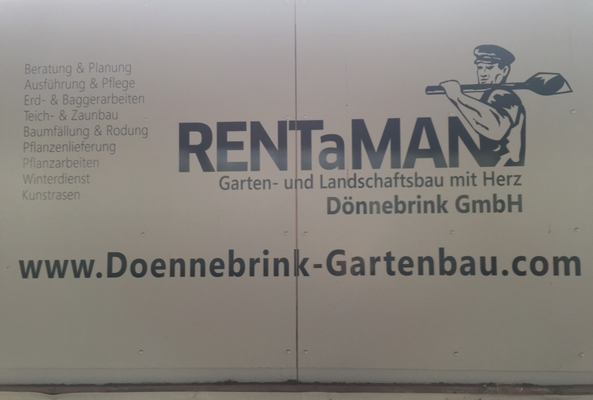 Beratung & Planung
Ausführung & Pflege
Erd- & Baggerarbeiten
Teich- & Zaunbau
Baumfällung & Rodung
Pflanzenlieferung
Pflanzarbeiten
Winterdienst
Kunstrasen
RENTaMAN
Garten- und Landschaftsbau mit Herz
Dönnebrink GmbH
www.Doennebrink-Gartenbau.com